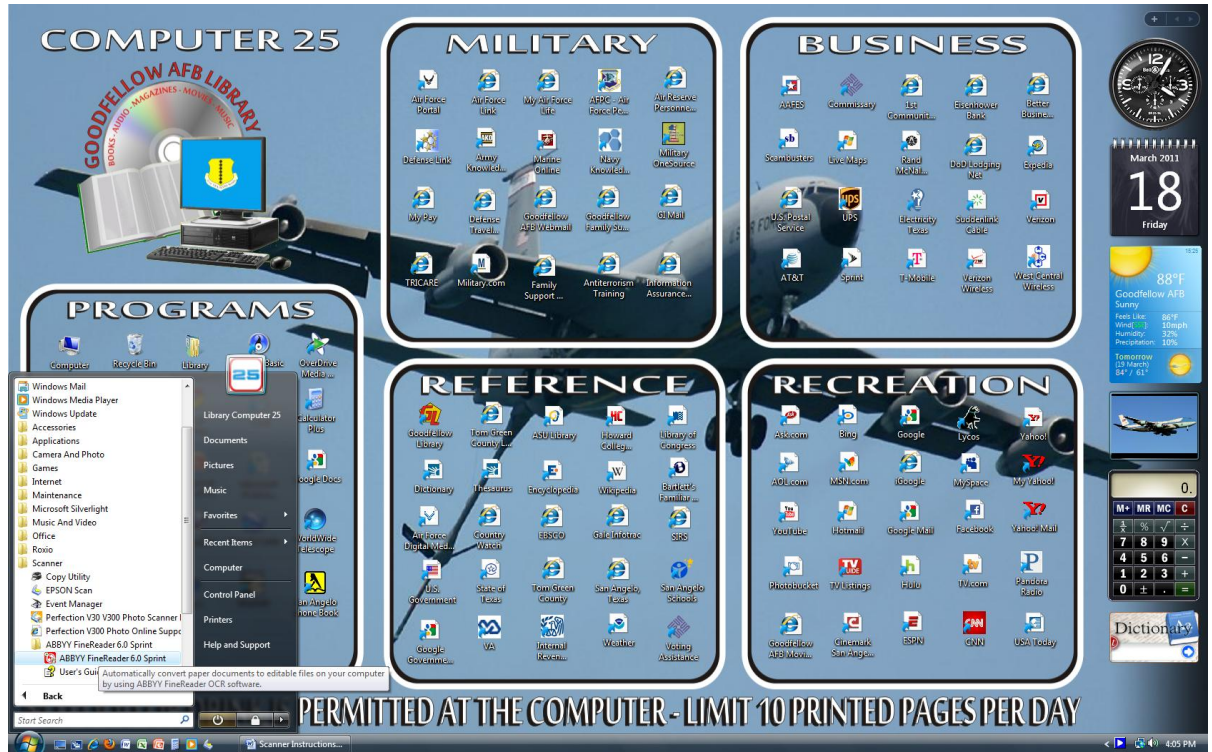 COMPUTER 25
GOODFELLOW AFB LIBRARY
BOOKS - AUDIO - MAGAZINES - MOVIES - MUSIC
MILITARY
Air Force Portal
Air Force Link
My Air Force Life
AFPC - Air Force Pe...
Air Reserve Personne...
Defense Link
Army Knowled...
Marine Online
Navy Knowled...
Military OneSource
My Pay
Defense Travel...
Goodfellow AFB Webmail
Goodfellow Family Su...
GI Mail
TRICARE
Military.com
Family Support ...
Antiterrorism Training
Information Assurance...
BUSINESS
AAFES
Commissary
1st Communit...
Eisenhower Bank
Better Busine...
Scambusters
Live Maps
Rand McNal...
DoD Lodging Net
Expedia
U.S. Postal Service
UPS
Electricity Texas
Suddenlink Cable
Verizon
AT&T
Sprint
T-Mobile
Verizon Wireless
West Central Wireless
PROGRAMS
Computer
Recycle Bin
Library
Basic
OverDrive Media ...
Calculator Plus
Google Docs
WorldWide Telescope
San Angelo Phone Book
Windows Mail
Windows Media Player
Windows Update
Accessories
Applications
Camera And Photo
Games
Internet
Maintenance
Microsoft Silverlight
Music And Video
Office
Roxio
Scanner
Copy Utility
EPSON Scan
Event Manager
Perfection V30 V300 Photo Scanner
Perfection V300 Photo Online Suppo
ABBYY FineReader 6.0 Sprint
ABBYY FineReader 6.0 Sprint
User's Gui
Automatically convert paper documents to editable files on your computer
by using ABBYY FineReader OCR software.
Back
Start Search
25
Library Computer 25
Documents
Pictures
Music
Favorites
Recent Items
Computer
Control Panel
Printers
Help and Support
REFERENCE
Goodfellow Library
Tom Green County L...
ASU Library
Howard Colleg...
Library of Congress
Dictionary
Thesaurus
Encyclopedia
Wikipedia
Bartlett's Familiar ...
Air Force Digital Med...
Country Watch
EBSCO
Gale Infotrac
SIRS
U.S. Government
State of Texas
Tom Green County
San Angelo, Texas
San Angelo Schools
Google Governme...
VA
Internal Reven...
Weather
Voting Assistance
RECREATION
Ask.com
Bing
Google
Lycos
Yahoo!
AOL.com
MSN.com
iGoogle
MySpace
My Yahoo!
YouTube
Hotmail
Google Mail
Facebook
Yahoo! Mail
Photobucket
TV Listings
Hulu
TV.com
Pandora Radio
Goodfellow AFB Movi...
Cinemark San Ange...
ESPN
CNN
USA Today
PERMITTED AT THE COMPUTER - LIMIT 10 PRINTED PAGES PER DAY
March 2011
18
Friday
88°F
Goodfellow AFB
Sunny
Feels Like: 86°F
10mph
Humidity: 32%
Precipitation: 10%
Tomorrow
(19 March)
84° / 61°
0.
M+ MR MC C
1/x % √ ÷
7 8 9 X
4 5 6 -
1 2 3 +
0 ± . =
Dictionary
Scanner Instructions...
4:05 PM